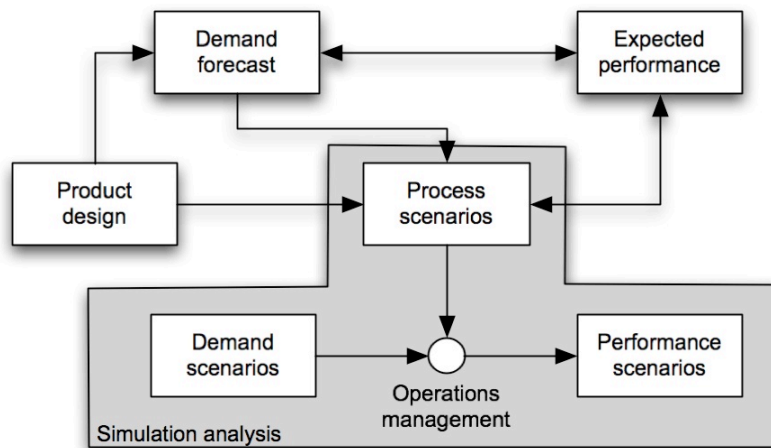 Demand
forecast
Expected
performance
Product
design
Process
scenarios
Demand
scenarios
Performance
scenarios
Operations
management
Simulation analysis